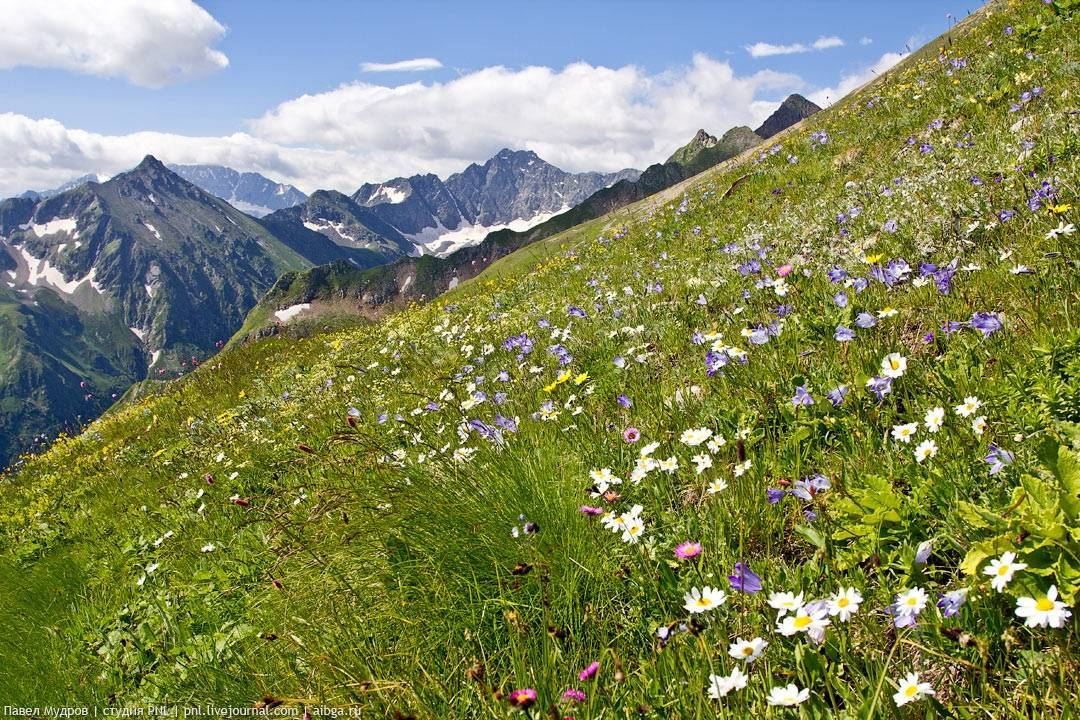 Павел Мудров | студия PNL | pnl.livejournal.com | aibga.ru